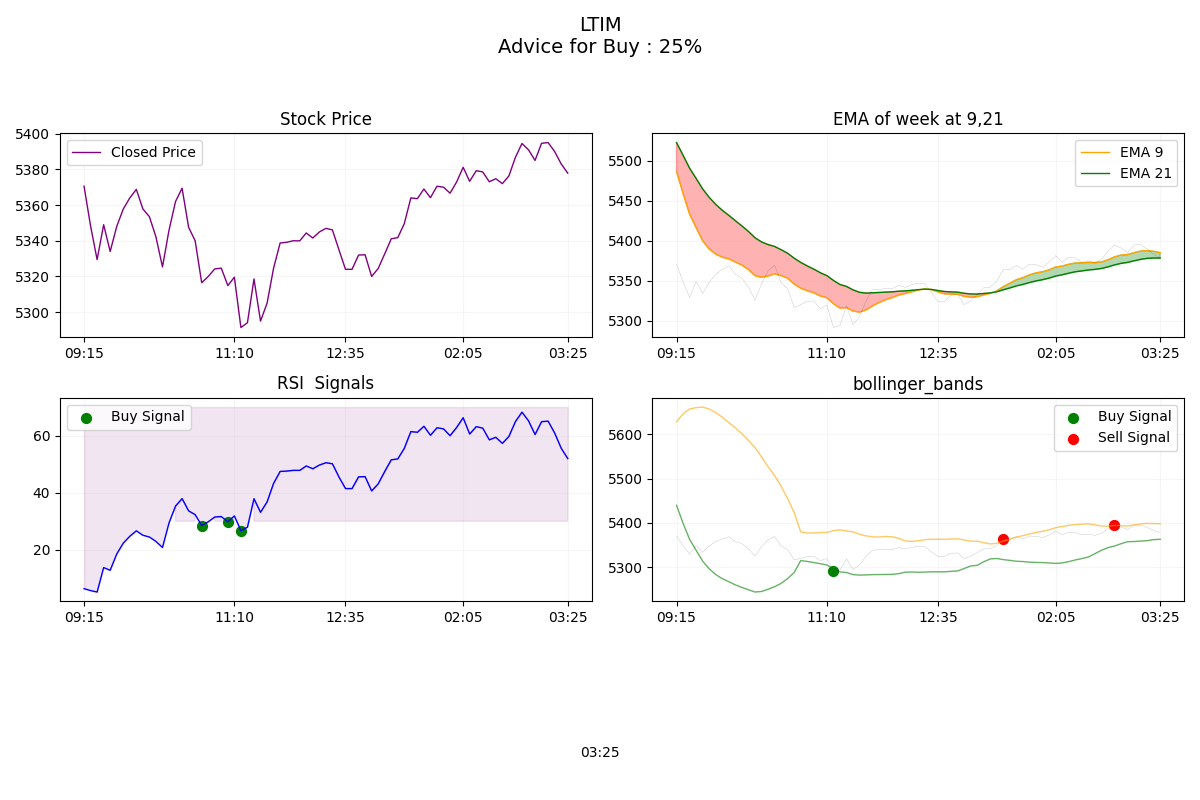 LTIM
Advice for Buy : 25%
Stock Price
5400
5380
5360
5340
5320
5300
Closed Price
09:15 11:10 12:35 02:05 03:25
EMA of week at 9,21
5500
5450
5400
5350
5300
EMA 9
EMA 21
09:15 11:10 12:35 02:05 03:25
RSI  Signals
60
40
20
Buy Signal
09:15 11:10 12:35 02:05 03:25
bollinger_bands
5600
5500
5400
5300
Buy Signal
Sell Signal
09:15 11:10 12:35 02:05 03:25
03:25